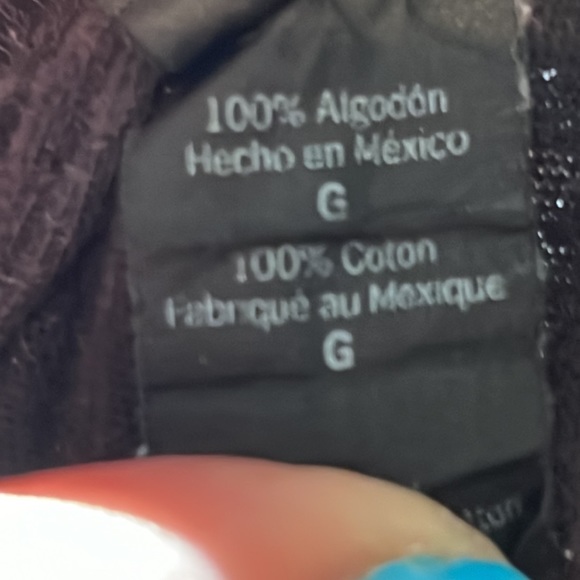 100% Algodón
Hecho en México
G
100% Coton
Fabriqué au Mexique
G